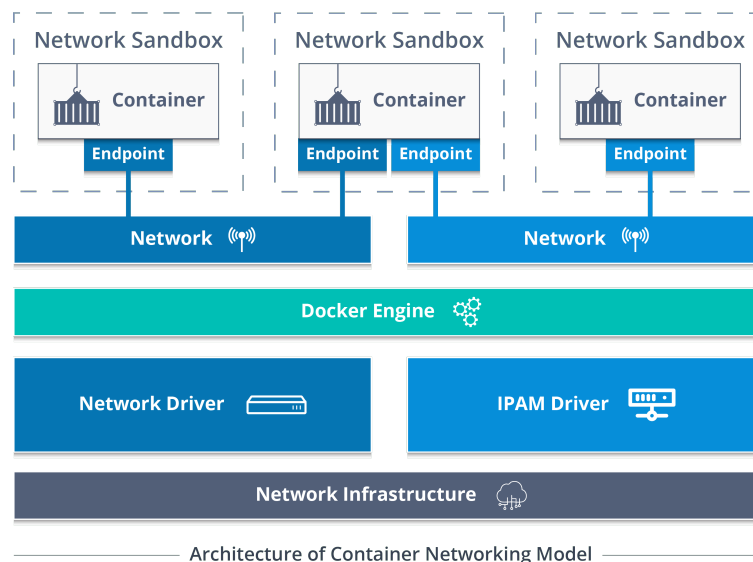 Network Sandbox
Network Sandbox
Network Sandbox
Container
Container
Container
Endpoint
Endpoint
Endpoint
Endpoint
Network
Network
Docker Engine
Network Driver
IPAM Driver
Network Infrastructure
Architecture of Container Networking Model